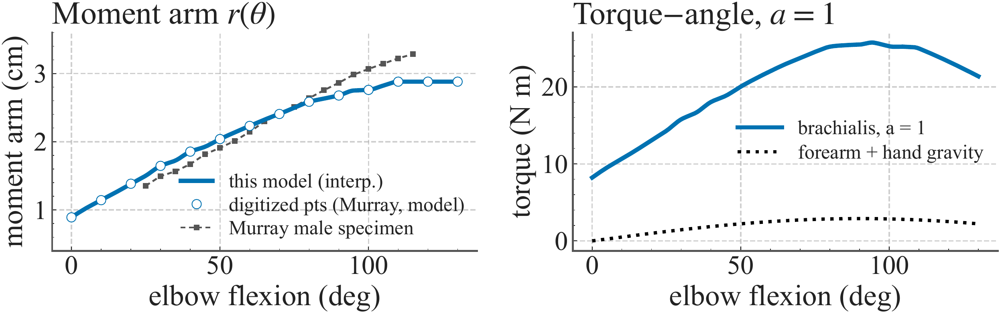 Moment arm r(θ)
moment arm (cm)
3
2
1
0
50
100
elbow flexion (deg)
this model (interp.)
digitized pts (Murray, model)
Murray male specimen
Torque−angle, a = 1
torque (N m)
20
10
0
0
50
100
elbow flexion (deg)
brachialis, a = 1
forearm + hand gravity